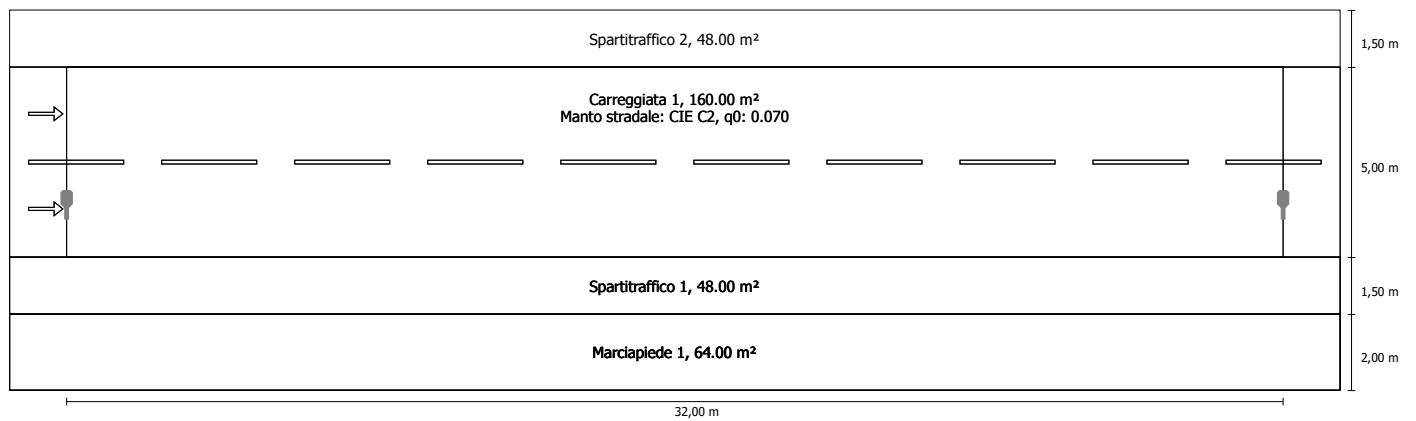 Spartitraffico 2, 48.00 m²
1,50 m
Carreggiata 1, 160.00 m²
Manto stradale: CIE C2, q0: 0.070
5,00 m
Spartitraffico 1, 48.00 m²
1,50 m
Marciapiede 1, 64.00 m²
2,00 m
32,00 m